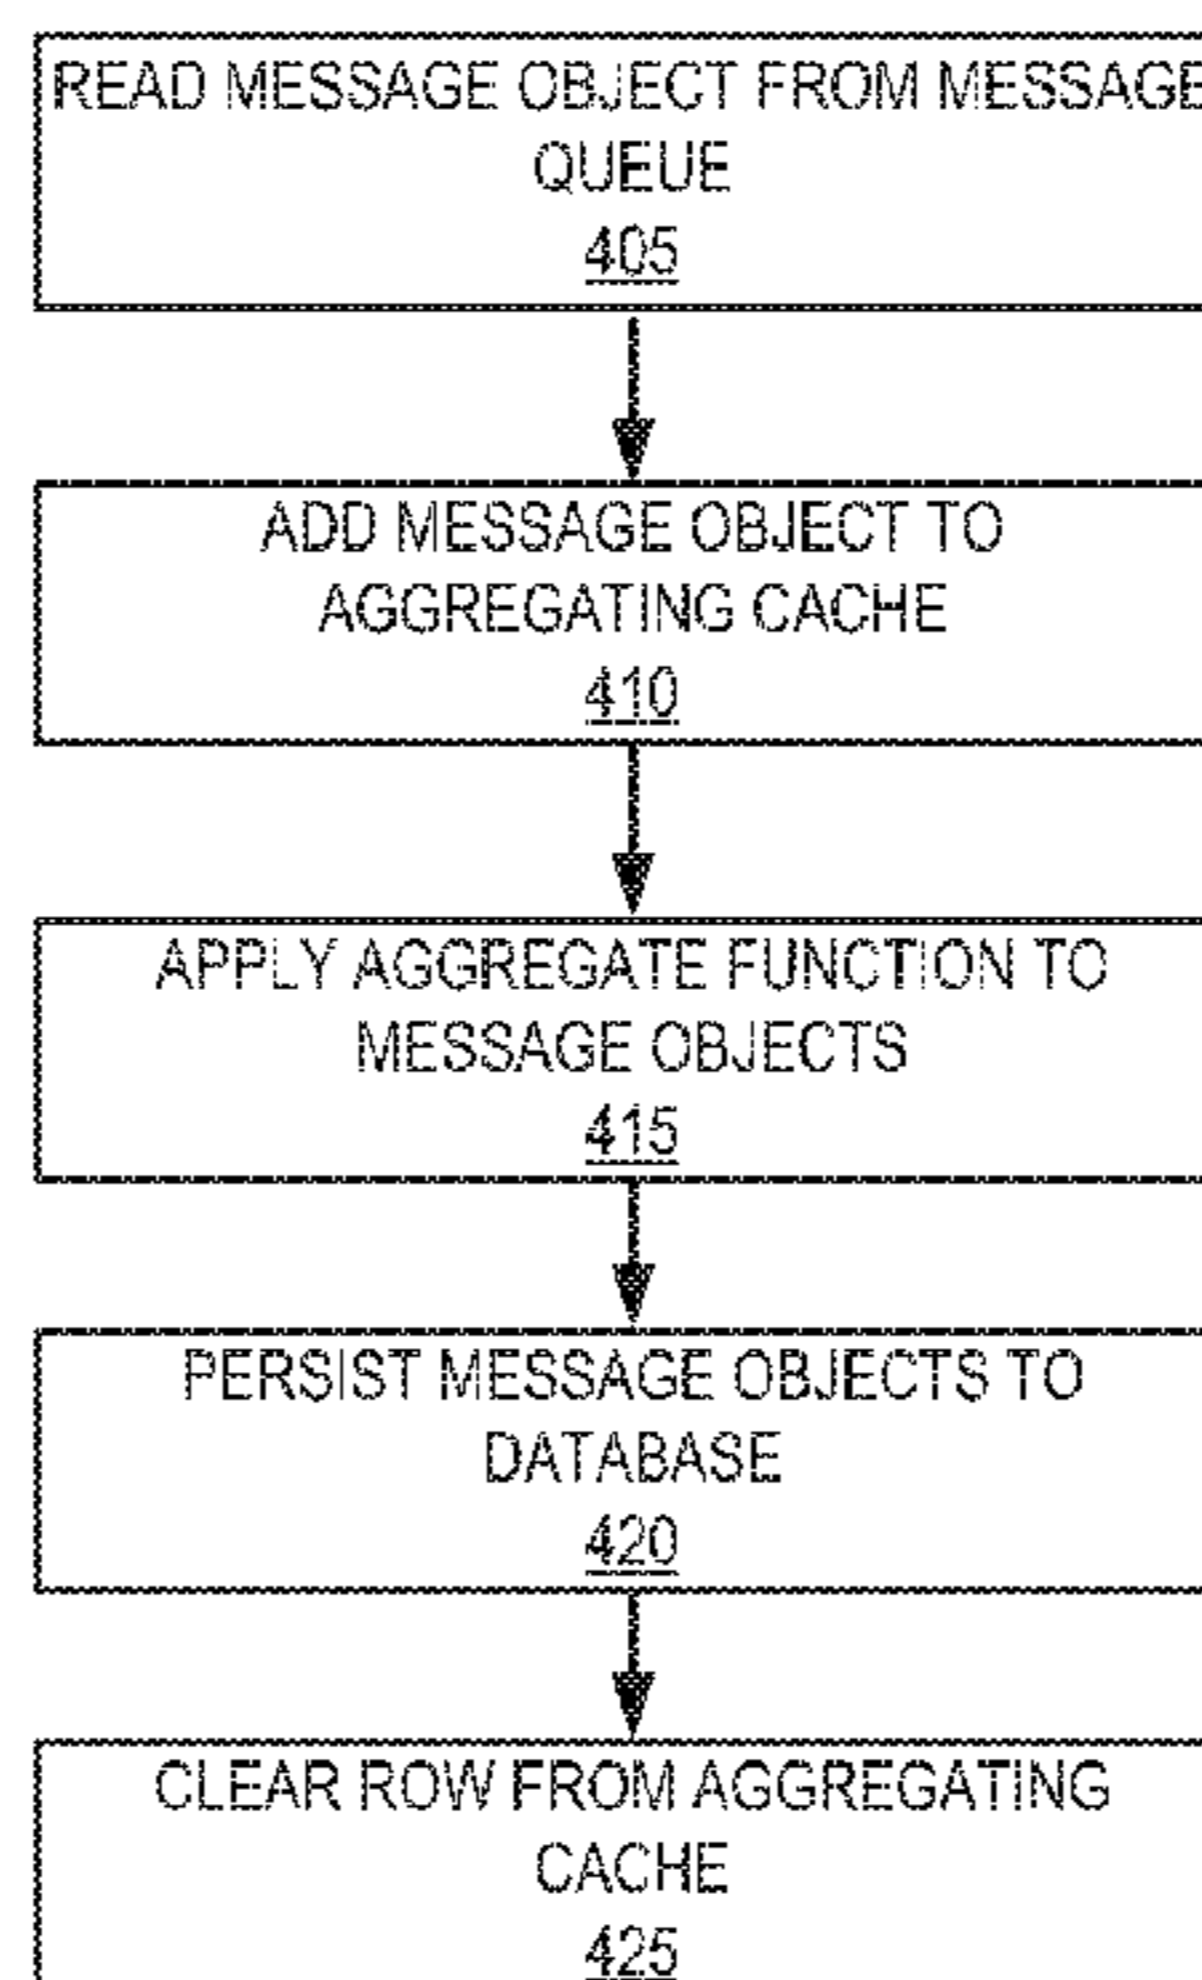 READ MESSAGE OBJECT FROM MESSAGE
QUEUE
405
ADD MESSAGE OBJECT TO
AGGREGATING CACHE
410
APPLY AGGREGATE FUNCTION TO
MESSAGE OBJECTS
415
PERSIST MESSAGE OBJECTS TO
DATABASE
420
CLEAR ROW FROM AGGREGATING
CACHE
425